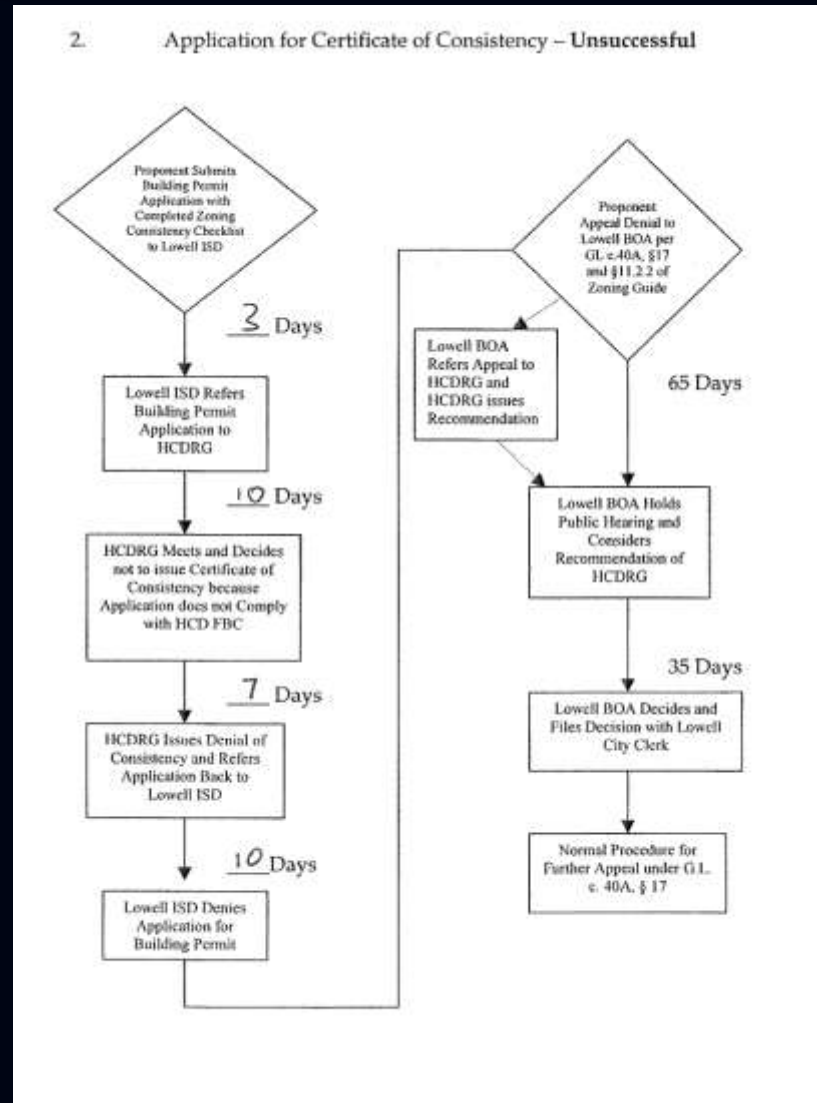 2. Application for Certificate of Consistency – Unsuccessful
Proponent Submits
Building Permit
Application with
Completed Zoning
Consistency Checklist
to Lowell ISD
3 Days
Lowell ISD Refers
Building Permit
Application to
HCDRG
10 Days
HCDRG Meets and Decides
not to issue Certificate of
Consistency because
Application does not Comply
with HCD FBC
7 Days
HCDRG Issues Denial of
Consistency and Refers
Application Back to
Lowell ISD
10 Days
Lowell ISD Denies
Application for
Building Permit
Proponent
Appeal Denial to
Lowell BOA per
GL c.40A, §17
and §11.2.2 of
Zoning Guide
Lowell BOA
Refers Appeal to
HCDRG and
HCDRG issues
Recommendation
65 Days
Lowell BOA Holds
Public Hearing and
Considers
Recommendation of
HCDRG
35 Days
Lowell BOA Decides and
Files Decision with Lowell
City Clerk
Normal Procedure for
Further Appeal under G.L.
c. 40A, § 17